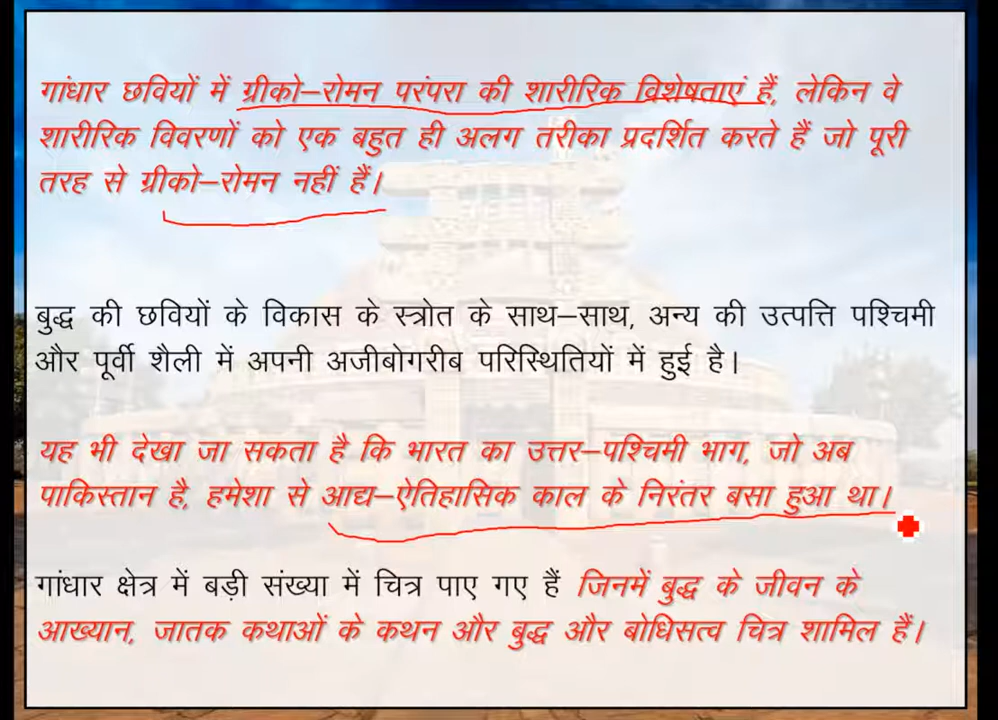 गांधार छवियों में ग्रीको–रोमन परंपरा की शारीरिक विशेषताएं हैं, लेकिन वे
शारीरिक विवरणों को एक बहुत ही अलग तरीका प्रदर्शित करते हैं जो पूरी
तरह से ग्रीको–रोमन नहीं हैं।
बुद्ध की छवियों के विकास के स्त्रोत के साथ–साथ, अन्य की उत्पत्ति पश्चिमी
और पूर्वी शैली में अपनी अजीबोगरीब परिस्थितियों में हुई है।
यह भी देखा जा सकता है कि भारत का उत्तर–पश्चिमी भाग, जो अब
पाकिस्तान है, हमेशा से आद्य–ऐतिहासिक काल के निरंतर बसा हुआ था।
गांधार क्षेत्र में बड़ी संख्या में चित्र पाए गए हैं जिनमें बुद्ध के जीवन के
आख्यान, जातक कथाओं के कथन और बुद्ध और बोधिसत्व चित्र शामिल हैं।